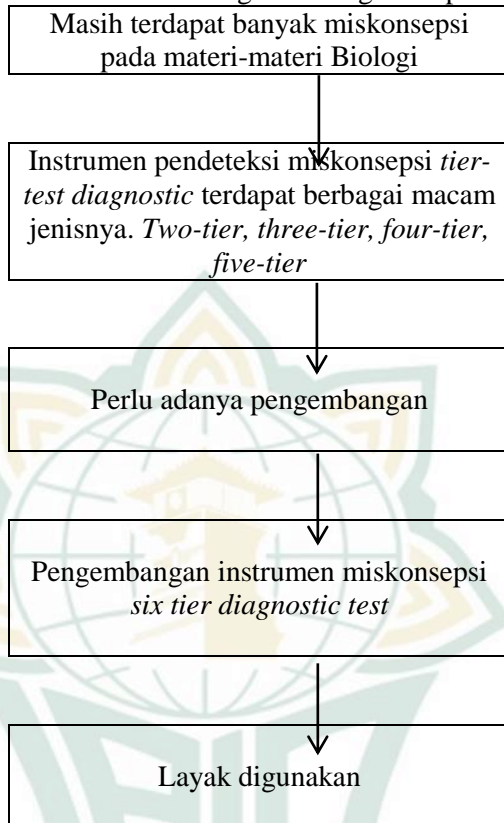 Masih terdapat banyak miskonsepsi
pada materi-materi Biologi
Instrumen pendeteksi miskonsepsi tier-
test diagnostic terdapat berbagai macam
jenisnya. Two-tier, three-tier, four-tier,
five-tier
Perlu adanya pengembangan
Pengembangan instrumen miskonsepsi
six tier diagnostic test
Layak digunakan